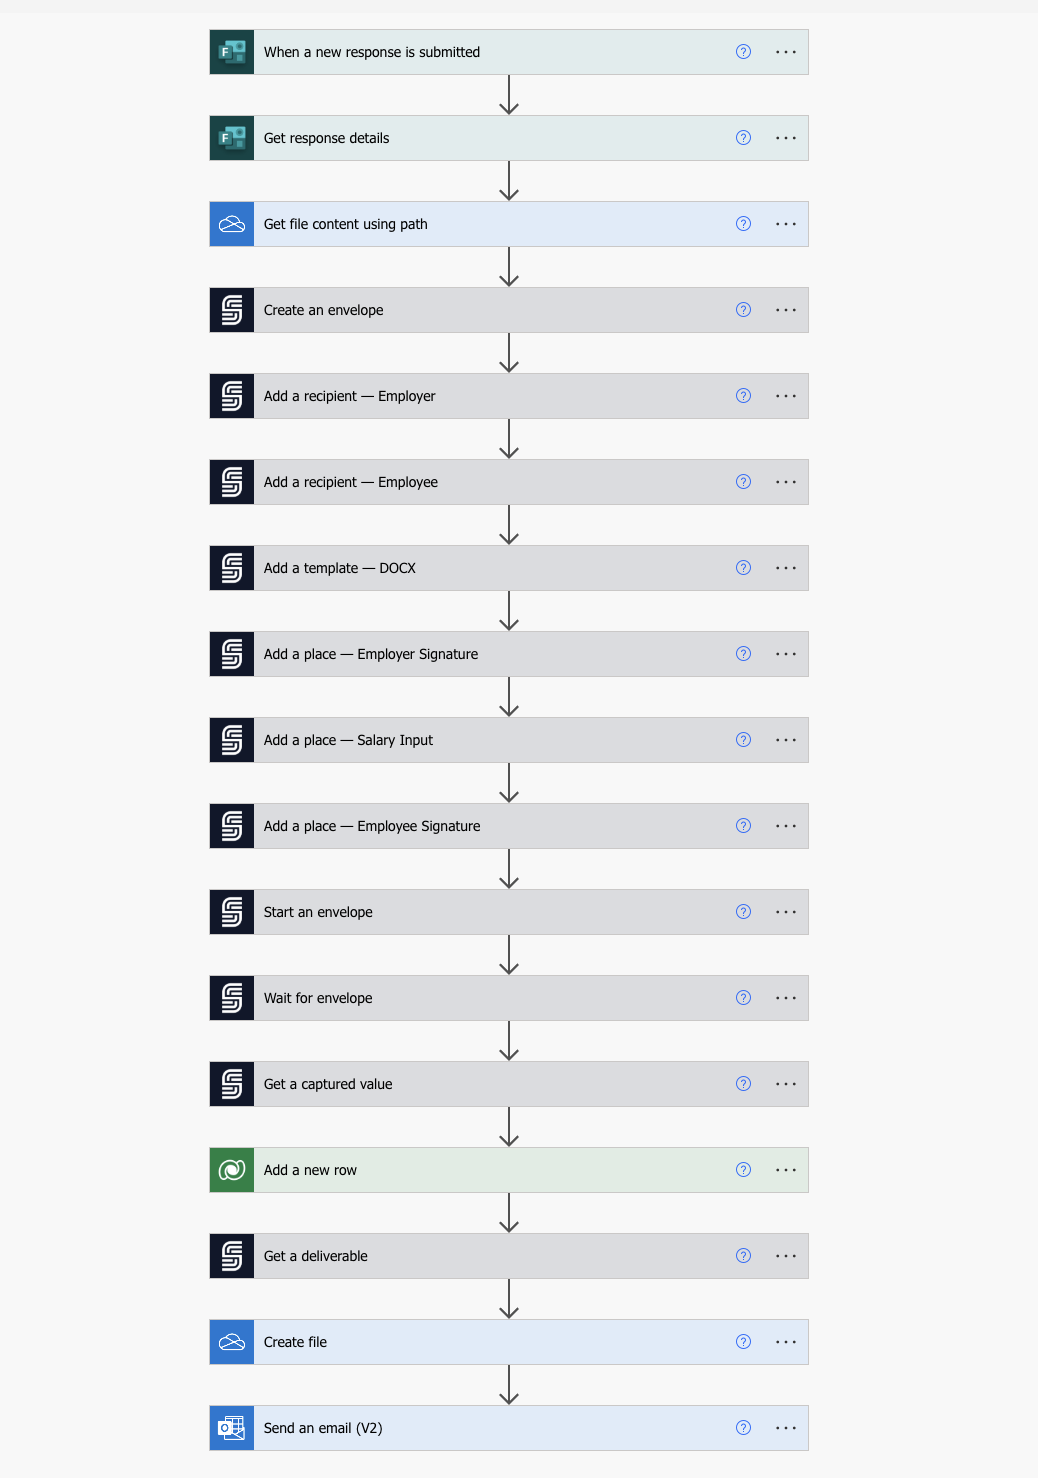 When a new response is submitted
Get response details
Get file content using path
Create an envelope
Add a recipient — Employer
Add a recipient — Employee
Add a template — DOCX
Add a place — Employer Signature
Add a place — Salary Input
Add a place — Employee Signature
Start an envelope
Wait for envelope
Get a captured value
Add a new row
Get a deliverable
Create file
Send an email (V2)